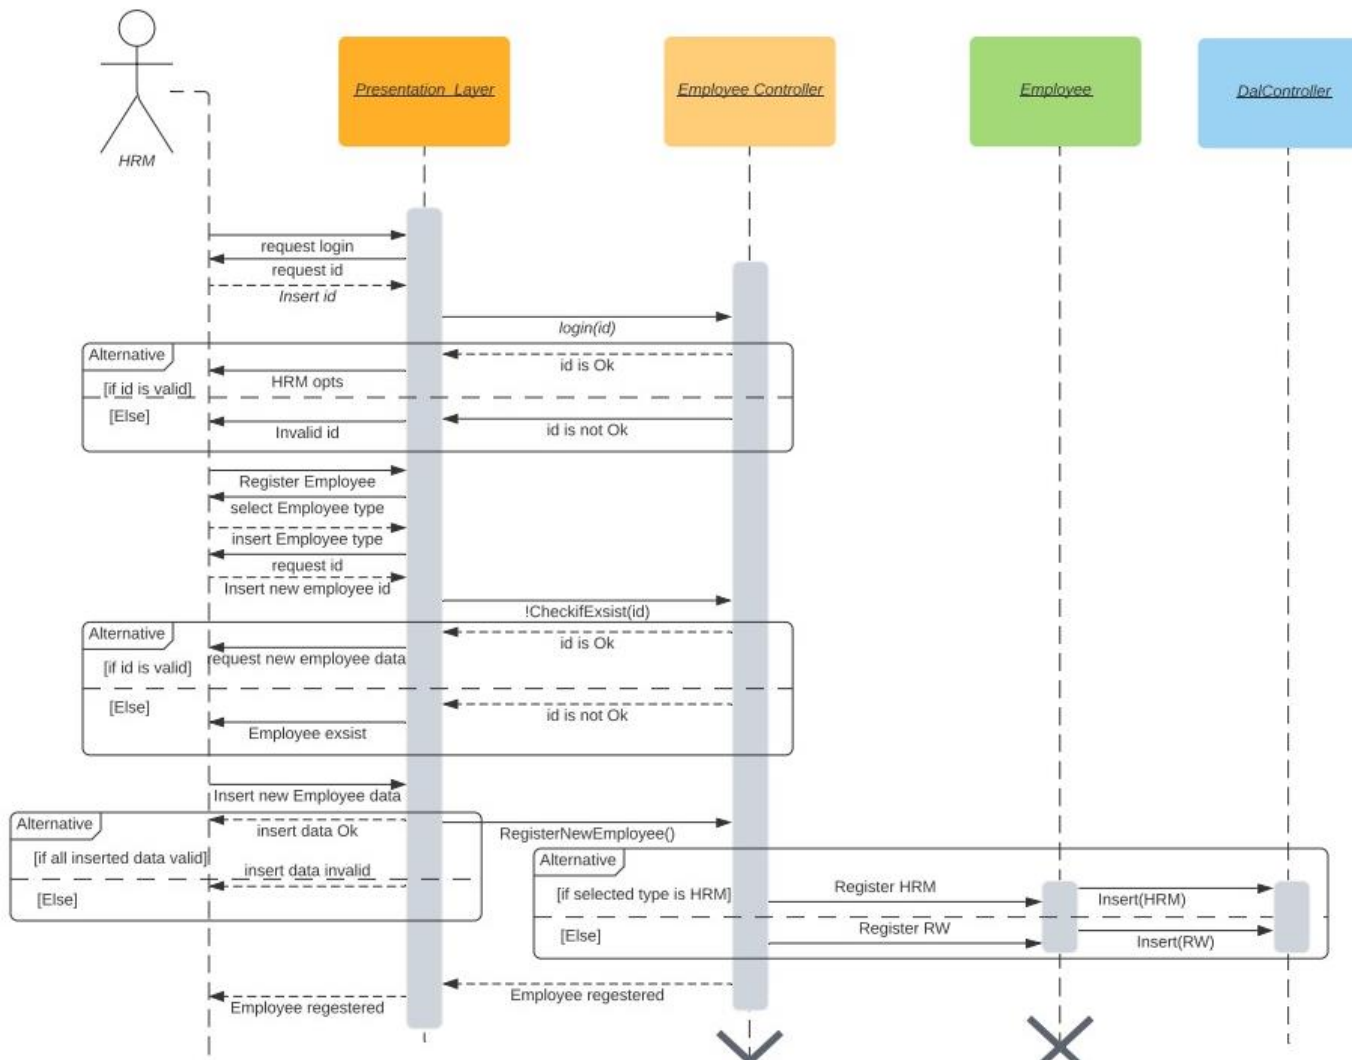 Presentation Layer
Employee Controller
Employee
DalController
HRM
request login
request id
Insert id
login(id)
Alternative
id is Ok
HRM opts
[if id is valid]
[Else]
Invalid id
id is not Ok
Register Employee
select Employee type
insert Employee type
request id
Insert new employee id
!CheckifExsist(id)
Alternative
id is Ok
request new employee data
[if id is valid]
[Else]
id is not Ok
Employee exsist
Insert new Employee data
Alternative
insert data Ok
RegisterNewEmployee()
[if all inserted data valid]
insert data invalid
[Else]
Alternative
[if selected type is HRM]
Register HRM
Insert(HRM)
[Else]
Register RW
Insert(RW)
Employee regestered
Employee regestered